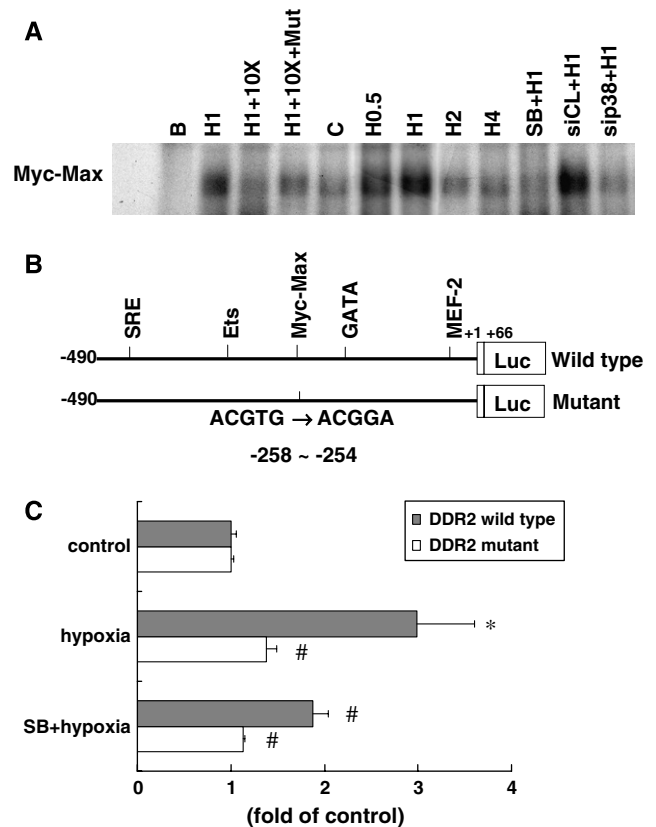 A
B H1 H1+10X H1+10X+Mut C H0.5 H1 H2 H4 SB+H1 siCL+H1 sip38+H1
Myc-Max
B
SRE Ets Myc-Max GATA MEF-2
+1 +66
-490 Luc Wild type
-490 Luc Mutant
ACGTG → ACGGA
-258 ~ -254
C
DDR2 wild type
DDR2 mutant
control
hypoxia * #
SB+hypoxia # #
0 1 2 3 4
(fold of control)